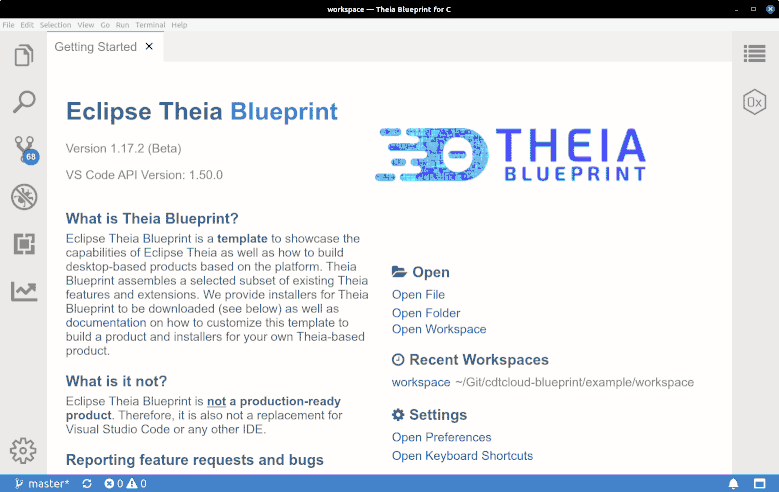 workspace — Theia Blueprint for C
File Edit Selection View Go Run Terminal Help
Getting Started
Eclipse Theia Blueprint
Version 1.17.2 (Beta)
VS Code API Version: 1.50.0
THEIA
BLUEPRINT
What is Theia Blueprint?
Eclipse Theia Blueprint is a template to showcase the
capabilities of Eclipse Theia as well as how to build
desktop-based products based on the platform. Theia
Blueprint assembles a selected subset of existing Theia
features and extensions. We provide installers for Theia
Blueprint to be downloaded (see below) as well as
documentation on how to customize this template to
build a product and installers for your own Theia-based
product.
What is it not?
Eclipse Theia Blueprint is not a production-ready
product. Therefore, it is also not a replacement for
Visual Studio Code or any other IDE.
Reporting feature requests and bugs
Open
Open File
Open Folder
Open Workspace
Recent Workspaces
workspace ~/Git/cdtcloud-blueprint/example/workspace
Settings
Open Preferences
Open Keyboard Shortcuts
68
0x
master* 0 0